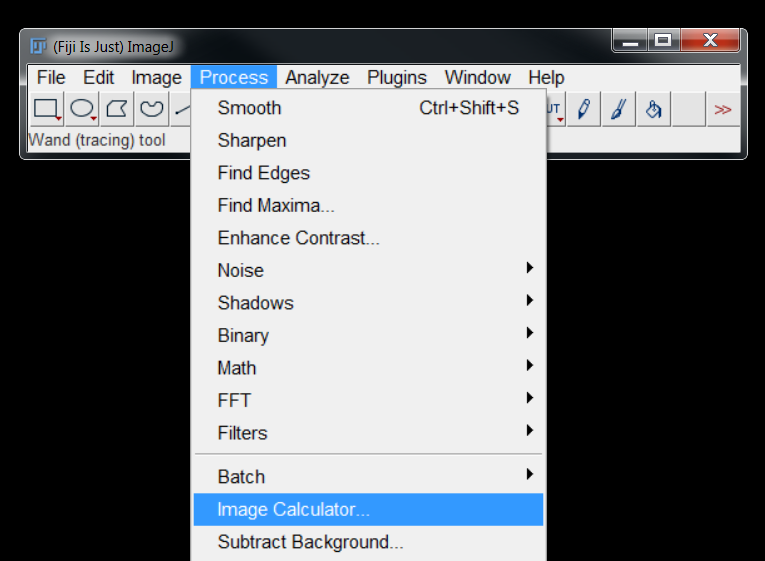 (Fiji Is Just) ImageJ
File Edit Image Process Analyze Plugins Window Help
UT
>>
Wand (tracing) tool
Smooth Ctrl+Shift+S
Sharpen
Find Edges
Find Maxima...
Enhance Contrast...
Noise
Shadows
Binary
Math
FFT
Filters
Batch
Image Calculator...
Subtract Background...